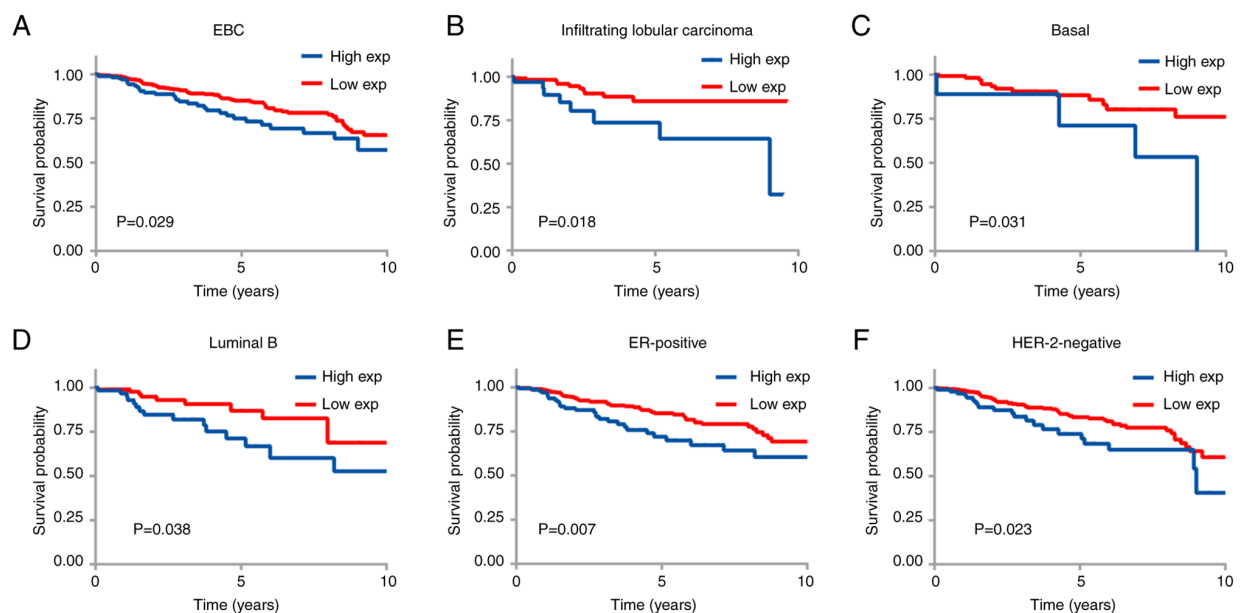 A
EBC
High exp
Low exp
1.00
0.75
0.50
0.25
0.00
Survival probability
P=0.029
0
5
10
Time (years)
B
Infiltrating lobular carcinoma
High exp
Low exp
1.00
0.75
0.50
0.25
0.00
Survival probability
P=0.018
0
5
10
Time (years)
C
Basal
High exp
Low exp
1.00
0.75
0.50
0.25
0.00
Survival probability
P=0.031
0
5
10
Time (years)
D
Luminal B
High exp
Low exp
1.00
0.75
0.50
0.25
0.00
Survival probability
P=0.038
0
5
10
Time (years)
E
ER-positive
High exp
Low exp
1.00
0.75
0.50
0.25
0.00
Survival probability
P=0.007
0
5
10
Time (years)
F
HER-2-negative
High exp
Low exp
1.00
0.75
0.50
0.25
0.00
Survival probability
P=0.023
0
5
10
Time (years)